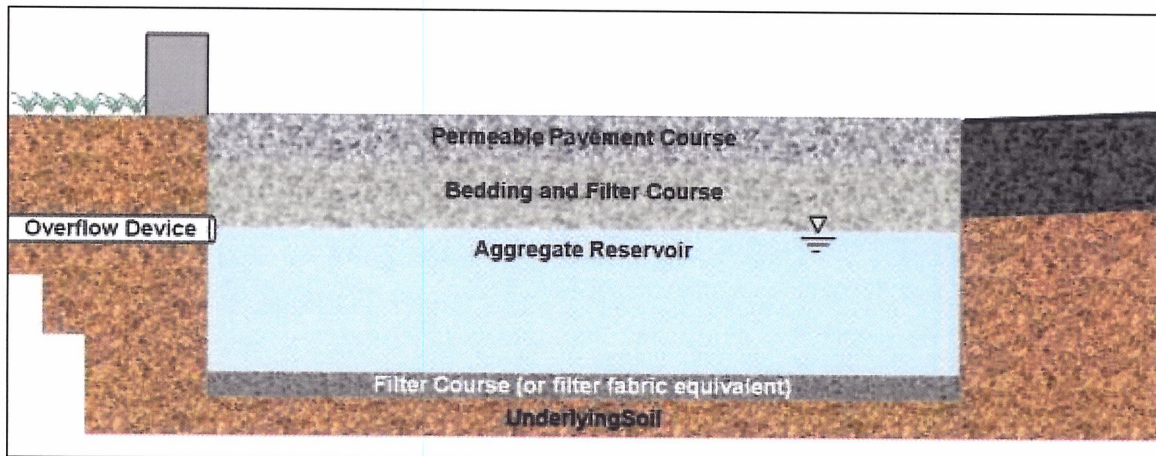 Permeable Pavement Course
Bedding and Filter Course
Overflow Device
Aggregate Reservoir
Filter Course (or filter fabric equivalent)
UnderlyingSoil